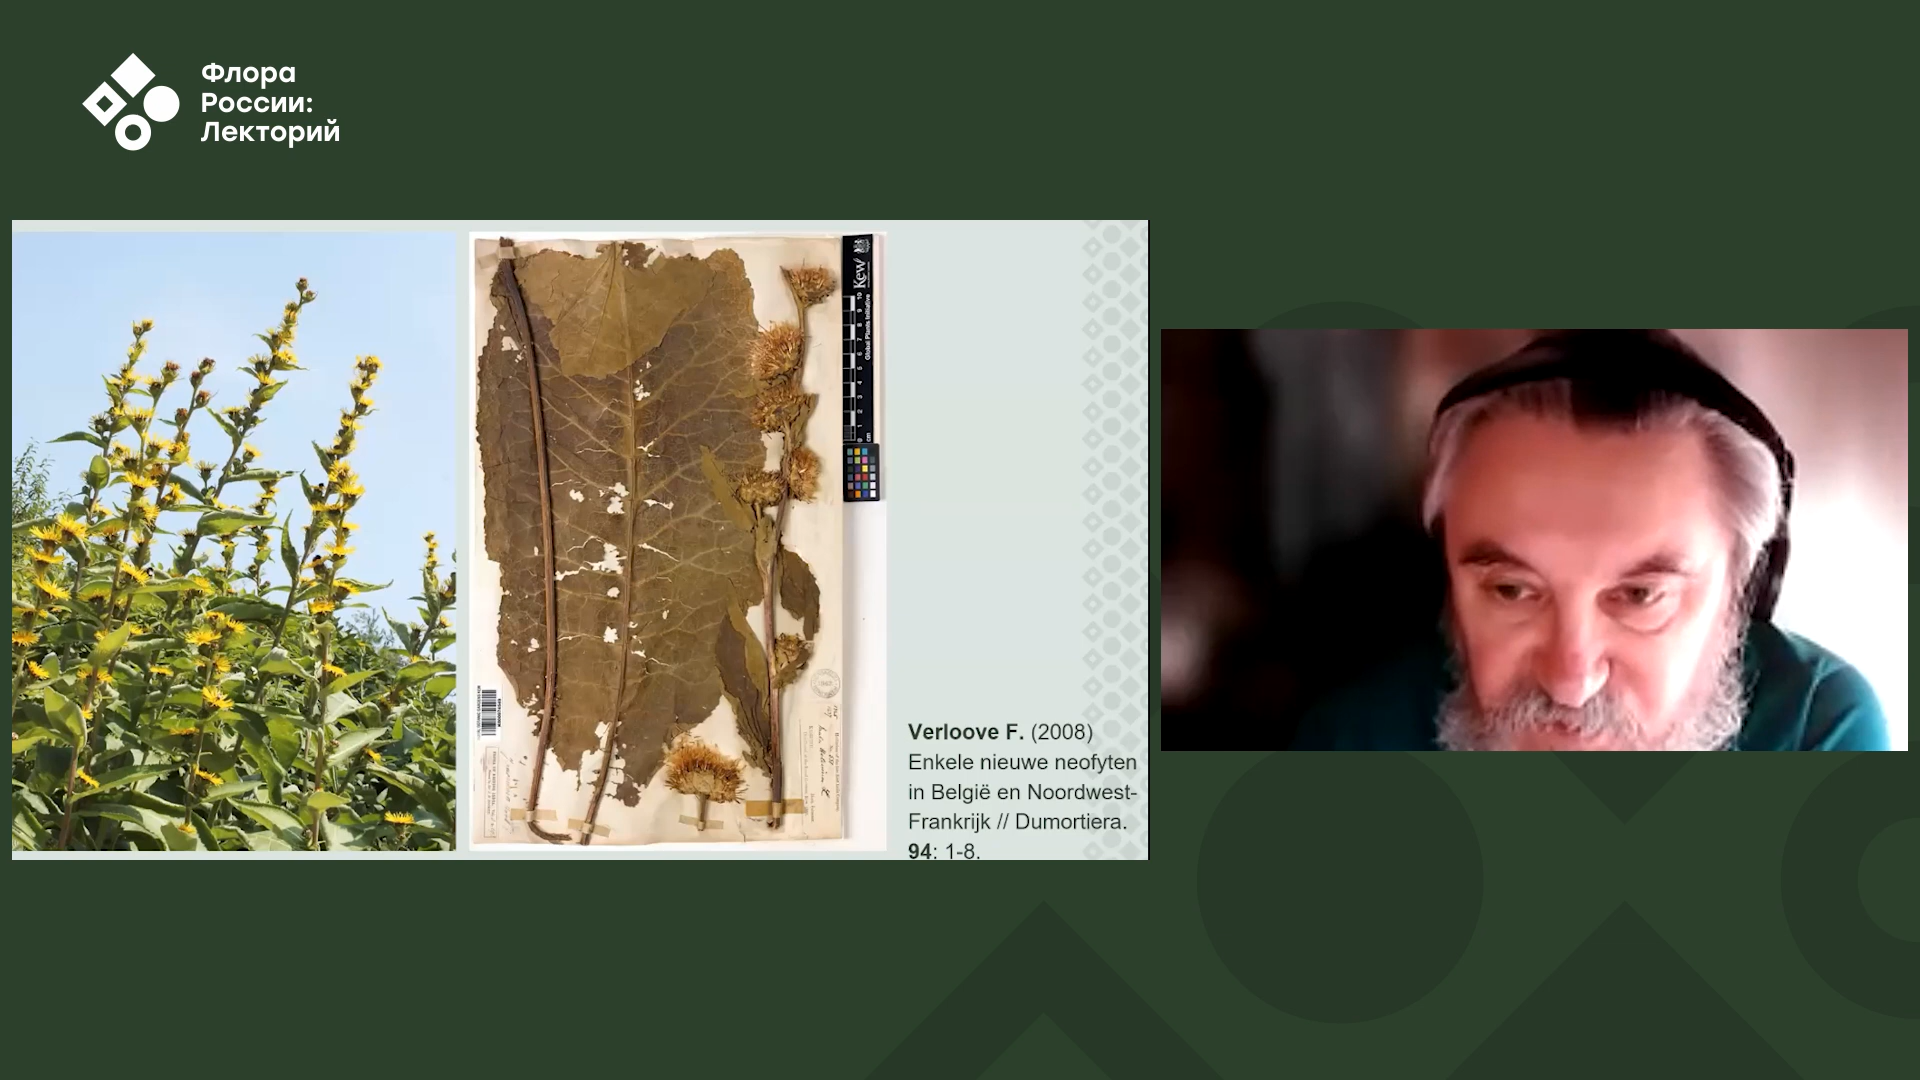 Флора
России:
Лекторий
Kew
Verloove F. (2008)
Enkele nieuwe neofyten
in België en Noordwest-
Frankrijk // Dumortiera.
94: 1-8.